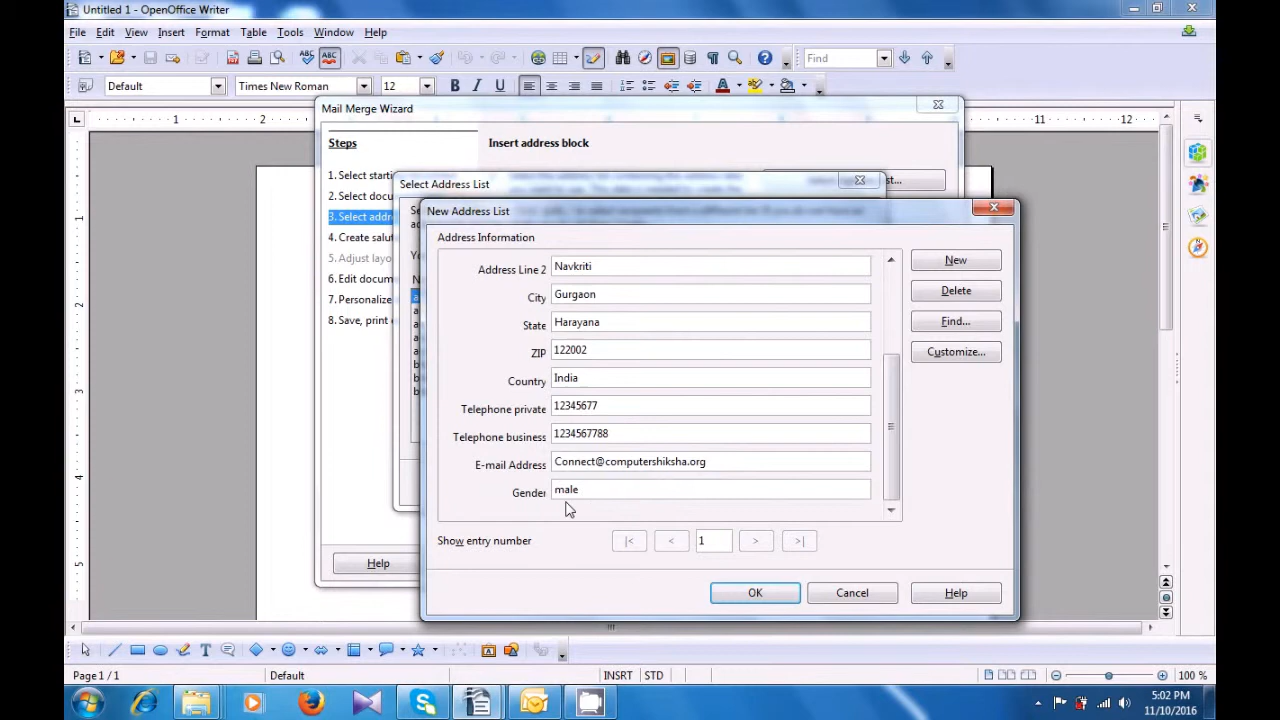 Untitled 1 - OpenOffice Writer
File Edit View Insert Format Table Tools Window Help
Find
Default Times New Roman 12
Mail Merge Wizard
1 2 11 12
Steps
Insert address block
1. Select starti
2. Select docu
3. Select addre
4. Create salut
5. Adjust layo
6. Edit docum
7. Personalize
8. Save, print
Help
Select Address List
New Address List
Address Information
Address Line 2 Navkriti
City Gurgaon
State Harayana
ZIP 122002
Country India
Telephone private 12345677
Telephone business 1234567788
E-mail Address Connect@computershiksha.org
Gender male
Show entry number |< < 1 > >|
New
Delete
Find...
Customize...
OK Cancel Help
Page 1 / 1 Default INSRT STD 100 %
5:02 PM
11/10/2016